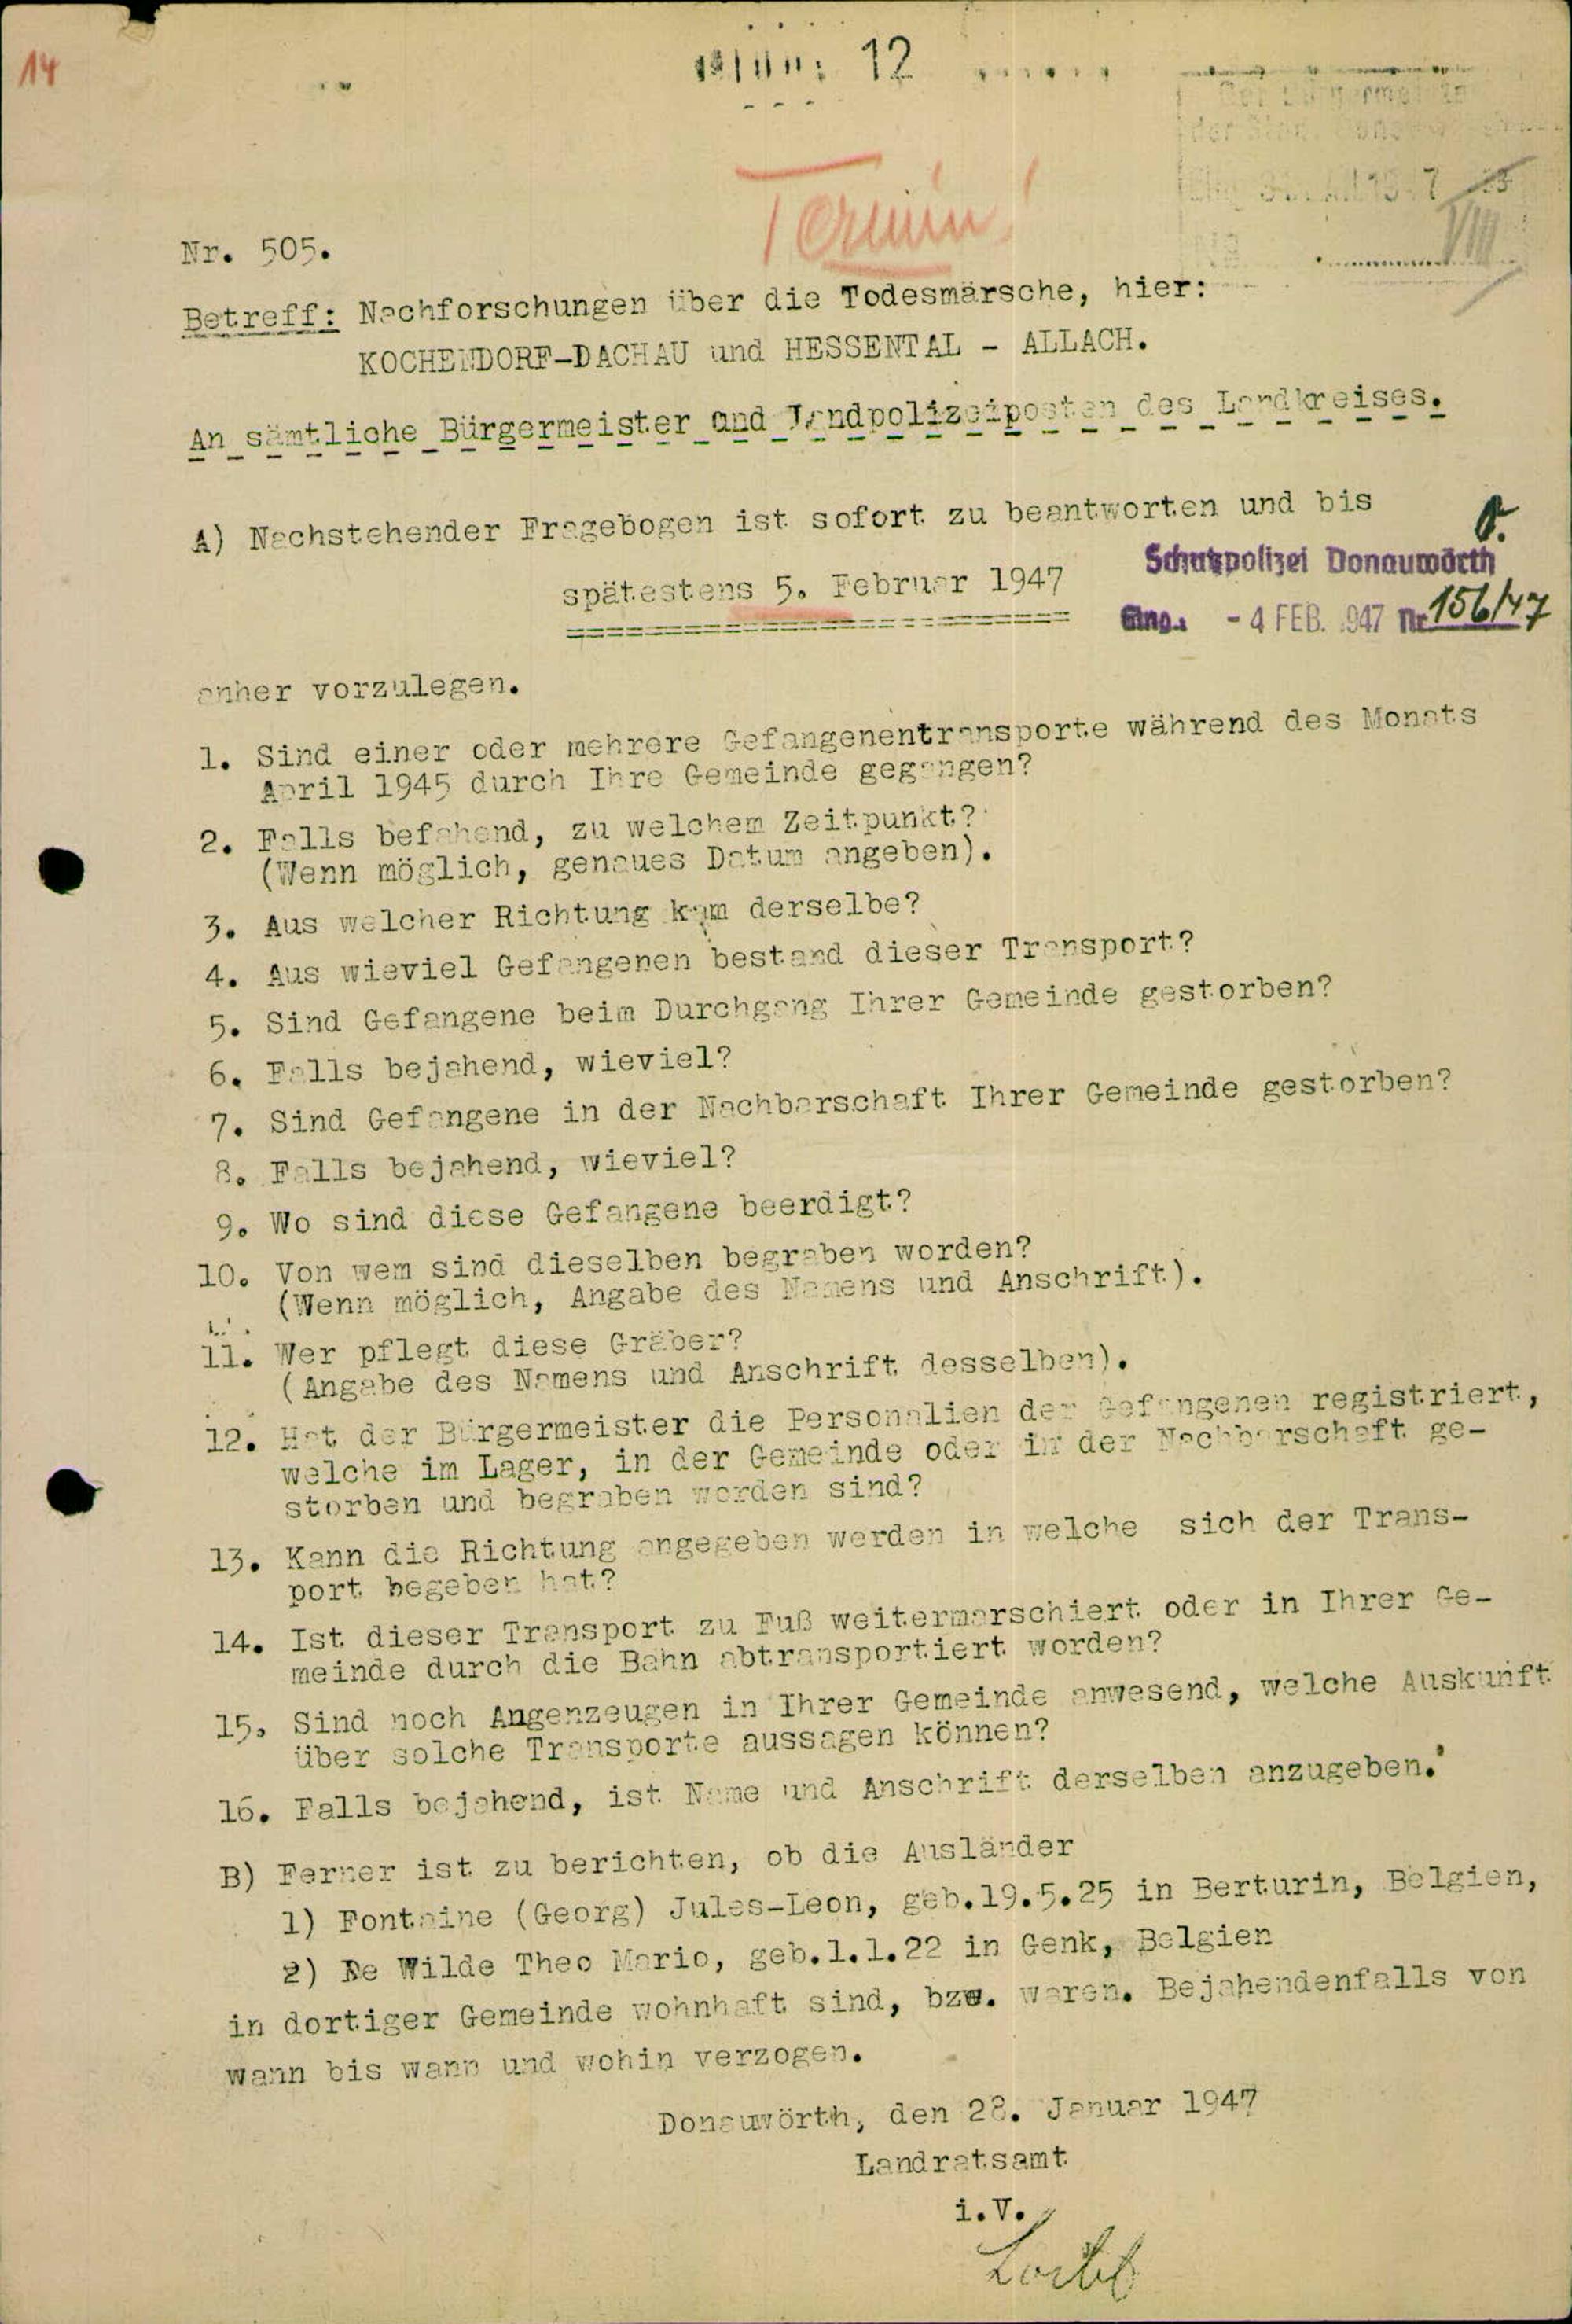 14
12
Der Bürgermeister
der Stadt
7
VIII
Termin!
Nr. 505.
Betreff: Nachforschungen über die Todesmärsche, hier:
KOCHENDORF-DACHAU und HESSENTAL - ALLACH.
An sämtliche Bürgermeister und Landpolizeiposten des Landkreises.
A) Nachstehender Fragebogen ist sofort zu beantworten und bis
Schutzpolizei Donauwörth
spätestens 5. Februar 1947
Eing. - 4 FEB. 1947 Nr. 156/47
anher vorzulegen.
1. Sind einer oder mehrere Gefangenentransporte während des Monats
April 1945 durch Ihre Gemeinde gegangen?
2. Falls befahend, zu welchem Zeitpunkt?
(Wenn möglich, genaues Datum angeben).
3. Aus welcher Richtung kam derselbe?
4. Aus wieviel Gefangenen bestand dieser Transport?
5. Sind Gefangene beim Durchgang Ihrer Gemeinde gestorben?
6. Falls bejahend, wieviel?
7. Sind Gefangene in der Nachbarschaft Ihrer Gemeinde gestorben?
8. Falls bejahend, wieviel?
9. Wo sind diese Gefangene beerdigt?
10. Von wem sind dieselben begraben worden?
(Wenn möglich, Angabe des Namens und Anschrift).
11. Wer pflegt diese Gräber?
(Angabe des Namens und Anschrift desselben).
12. Hat der Bürgermeister die Personalien der Gefangenen registriert,
welche im Lager, in der Gemeinde oder in der Nachbarschaft ge-
storben und begraben worden sind?
13. Kann die Richtung angegeben werden in welche sich der Trans-
port begeben hat?
14. Ist dieser Transport zu Fuß weitermarschiert oder in Ihrer Ge-
meinde durch die Bahn abtransportiert worden?
15. Sind noch Angenzeugen in Ihrer Gemeinde anwesend, welche Auskunft
über solche Transporte aussagen können?
16. Falls bejahend, ist Name und Anschrift derselben anzugeben.
B) Ferner ist zu berichten, ob die Ausländer
1) Fontaine (Georg) Jules-Leon, geb.19.5.25 in Berturin, Belgien,
2) De Wilde Theo Mario, geb.1.1.22 in Genk, Belgien
in dortiger Gemeinde wohnhaft sind, bzw. waren. Bejahendenfalls von
wann bis wann und wohin verzogen.
Donauwörth, den 28. Januar 1947
Landratsamt
i.V.